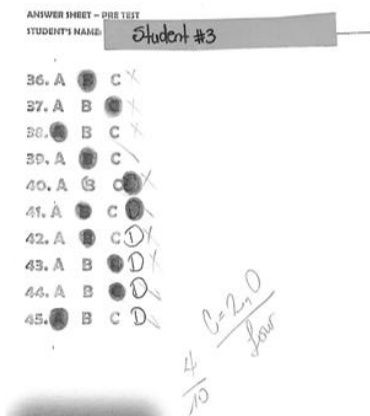 ANSWER SHEET – PRE TEST
STUDENT'S NAME: Student #3
36. A B C
37. A B C
38. A B C
39. A B C
40. A B C D
41. A B C D
42. A B C D
43. A B C D
44. A B C D
45. A B C D
C=2,0
Low
4
10